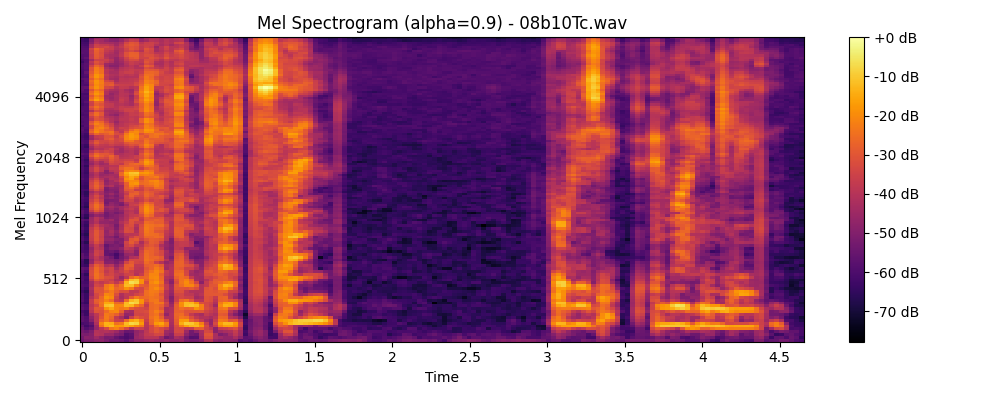 Mel Spectrogram (alpha=0.9) - 08b10Tc.wav
+0 dB
-10 dB
-20 dB
-30 dB
-40 dB
-50 dB
-60 dB
-70 dB
Mel Frequency
4096
2048
1024
512
0
0 0.5 1 1.5 2 2.5 3 3.5 4 4.5
Time